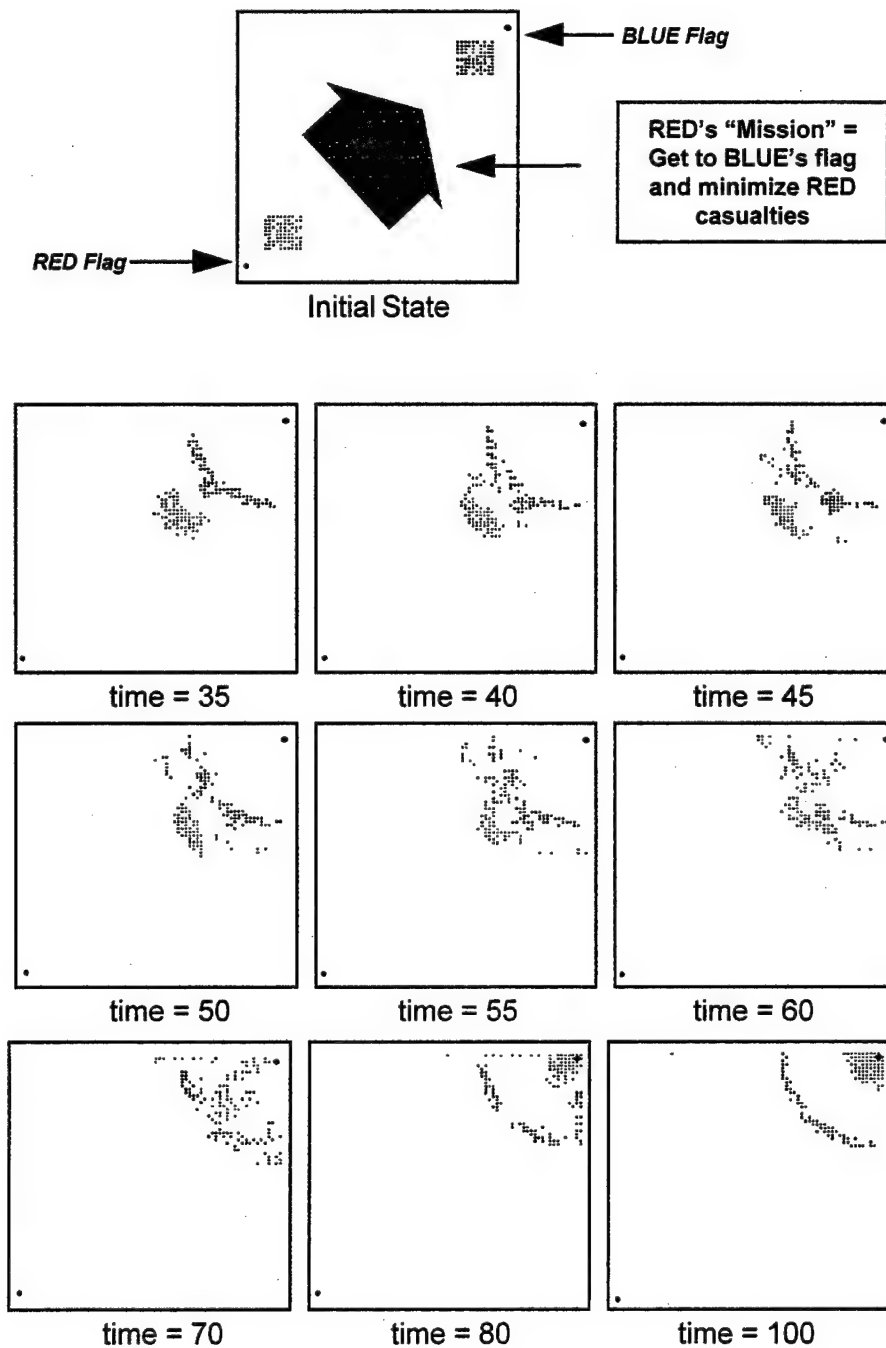 BLUE Flag
RED's “Mission” =
Get to BLUE's flag
and minimize RED
casualties
RED Flag
Initial State
time = 35
time = 40
time = 45
time = 50
time = 55
time = 60
time = 70
time = 80
time = 100